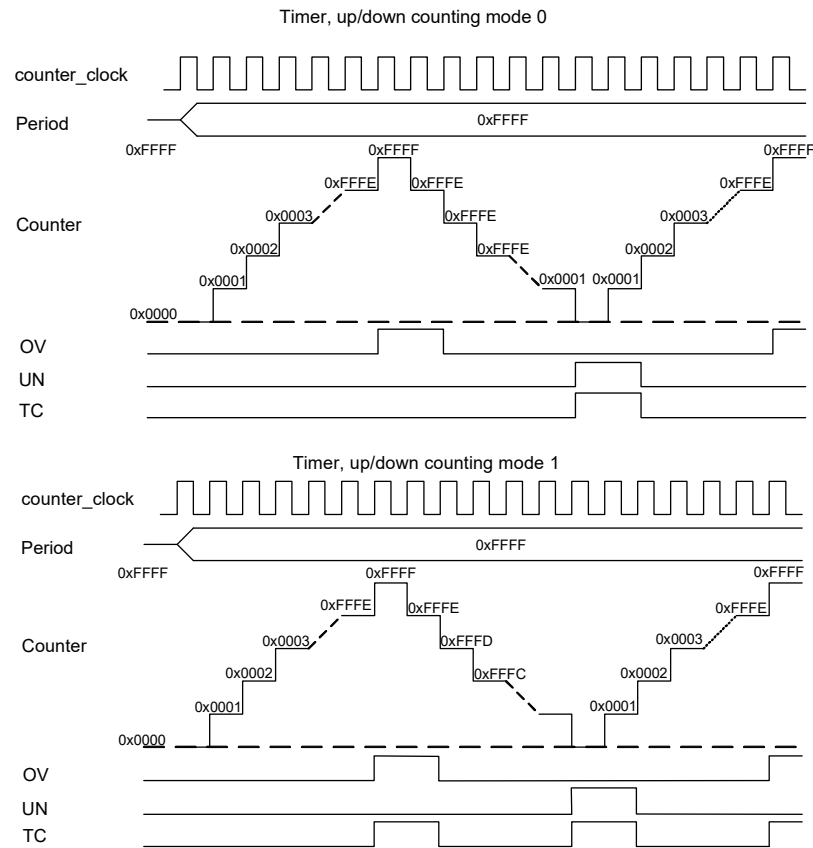 Timer, up/down counting mode 0
counter_clock
Period
0xFFFF
0xFFFF
0xFFFF
0xFFFF
0xFFFE
0xFFFE
0xFFFE
Counter
0x0003
0xFFFE
0x0003
0x0002
0xFFFE
0x0002
0x0001
0x0001
0x0001
0x0000
OV
UN
TC
Timer, up/down counting mode 1
counter_clock
Period
0xFFFF
0xFFFF
0xFFFF
0xFFFF
0xFFFE
0xFFFE
0xFFFE
Counter
0x0003
0xFFFD
0x0003
0x0002
0xFFFC
0x0002
0x0001
0x0001
0x0000
OV
UN
TC